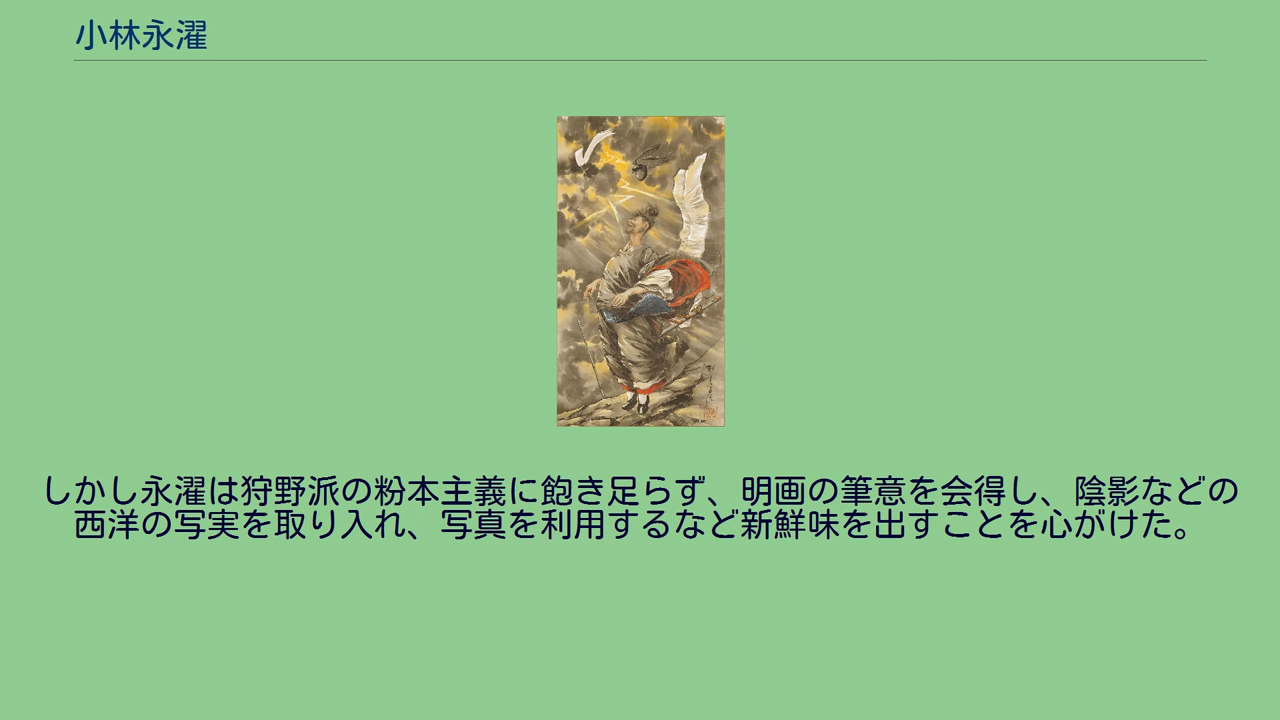 小林永濯
しかし永濯は狩野派の粉本主義に飽き足らず、明画の筆意を会得し、陰影などの
西洋の写実を取り入れ、写真を利用するなど新鮮味を出すことを心がけた。